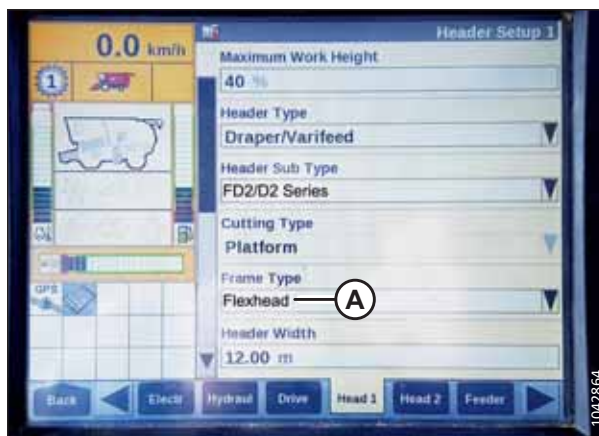 0.0 km/h
Header Setup 1
1
Maximum Work Height
40 %
Header Type
Draper/Varifeed
Header Sub Type
FD2/D2 Series
Cutting Type
Platform
Frame Type
Flexhead
A
Header Width
12.00 m
GPS
Back
Electr
Hydraul
Drive
Head 1
Head 2
Feeder
1042864